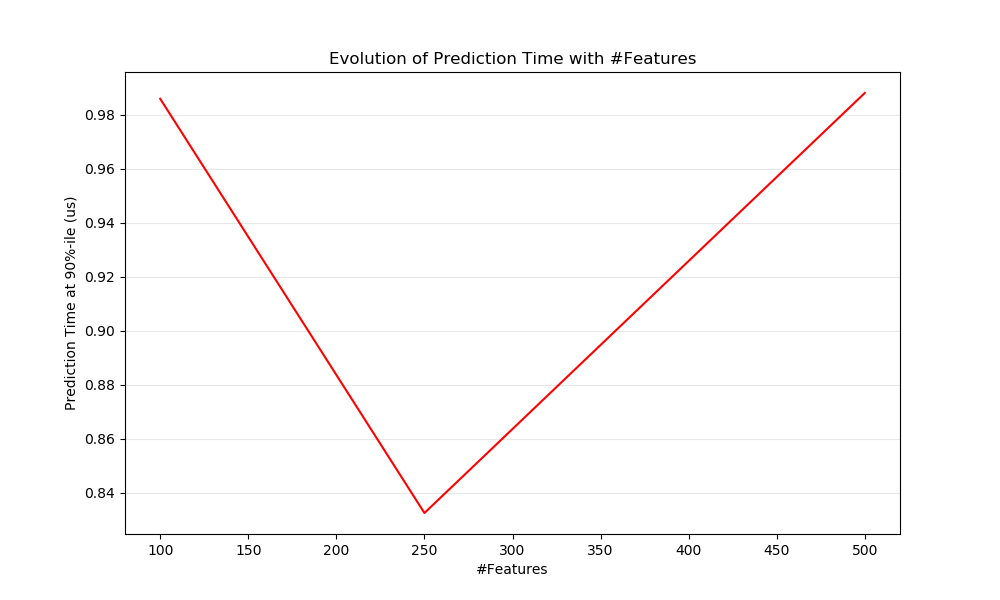 Evolution of Prediction Time with #Features
Prediction Time at 90%-ile (us)
0.98
0.96
0.94
0.92
0.90
0.88
0.86
0.84
100 150 200 250 300 350 400 450 500
#Features